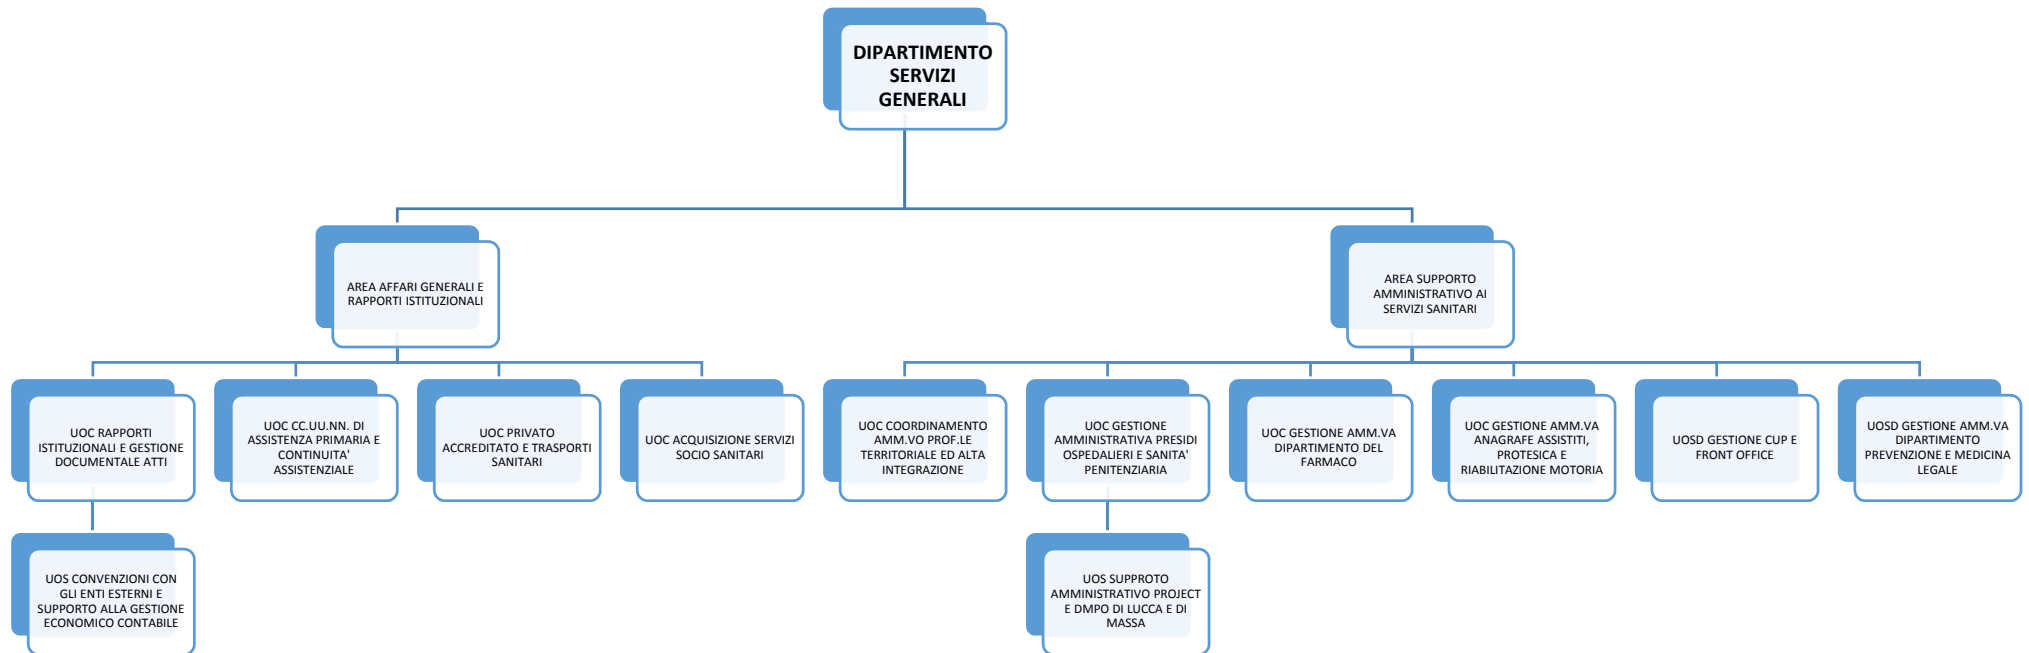 DIPARTIMENTO
SERVIZI
GENERALI
AREA AFFARI GENERALI E
RAPPORTI ISTITUZIONALI
AREA SUPPORTO
AMMINISTRATIVO AI
SERVIZI SANITARI
UOC RAPPORTI
ISTITUZIONALI E GESTIONE
DOCUMENTALE ATTI
UOC CC.UU.NN. DI
ASSISTENZA PRIMARIA E
CONTINUITA'
ASSISTENZIALE
UOC PRIVATO
ACCREDITATO E TRASPORTI
SANITARI
UOC ACQUISIZIONE SERVIZI
SOCIO SANITARI
UOC COORDINAMENTO
AMM.VO PROF.LE
TERRITORIALE ED ALTA
INTEGRAZIONE
UOC GESTIONE
AMMINISTRATIVA PRESIDI
OSPEDALIERI E SANITA'
PENITENZIARIA
UOC GESTIONE AMM.VA
DIPARTIMENTO DEL
FARMACO
UOC GESTIONE AMM.VA
ANAGRAFE ASSISTITI,
PROTESICA E
RIABILITAZIONE MOTORIA
UOSD GESTIONE CUP E
FRONT OFFICE
UOSD GESTIONE AMM.VA
DIPARTIMENTO
PREVENZIONE E MEDICINA
LEGALE
UOS CONVENZIONI CON
GLI ENTI ESTERNI E
SUPPORTO ALLA GESTIONE
ECONOMICO CONTABILE
UOS SUPPROTO
AMMINISTRATIVO PROJECT
E DMPO DI LUCCA E DI
MASSA